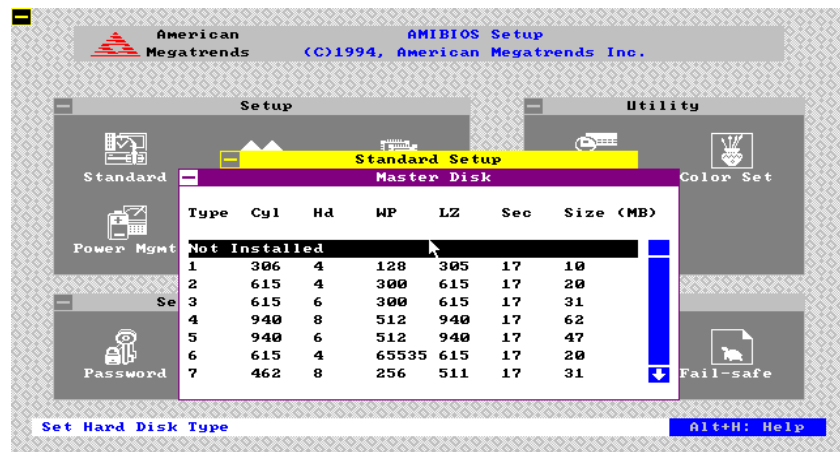 American
Megatrends
AMIBIOS Setup
(C)1994, American Megatrends Inc.
Setup
Utility
Standard
Color Set
Power Mgmt
Standard Setup
Master Disk
Type Cyl Hd WP LZ Sec Size (MB)
Not Installed
1 306 4 128 305 17 10
2 615 4 300 615 17 20
3 615 6 300 615 17 31
4 940 8 512 940 17 62
5 940 6 512 940 17 47
6 615 4 65535 615 17 20
7 462 8 256 511 17 31
Se
Password
Fail-safe
Set Hard Disk Type
Alt+H: Help